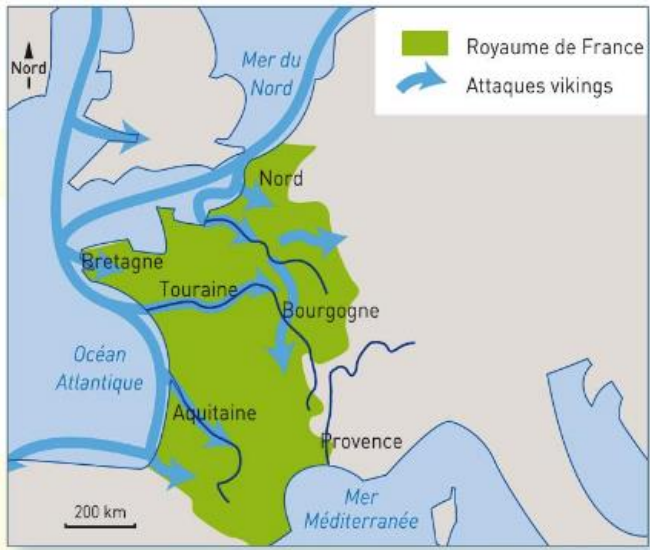 Nord
Mer du
Nord
Royaume de France
Attaques vikings
Nord
Bretagne
Touraine
Bourgogne
Océan
Atlantique
Aquitaine
Provence
200 km
Mer
Méditerranée